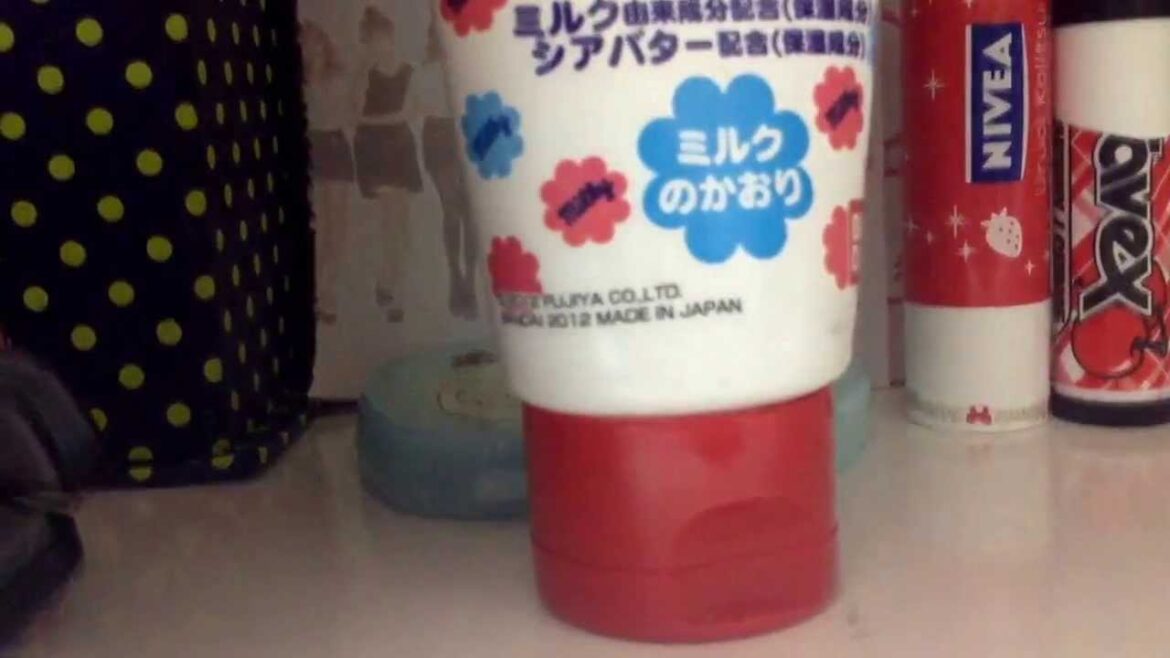 ミルク由来成分配合(保湿成分)
シアバター配合(保湿成分)
ミルク
のかおり
Milky
FUJIYA CO.,LTD.
2012 MADE IN JAPAN
NIVEA